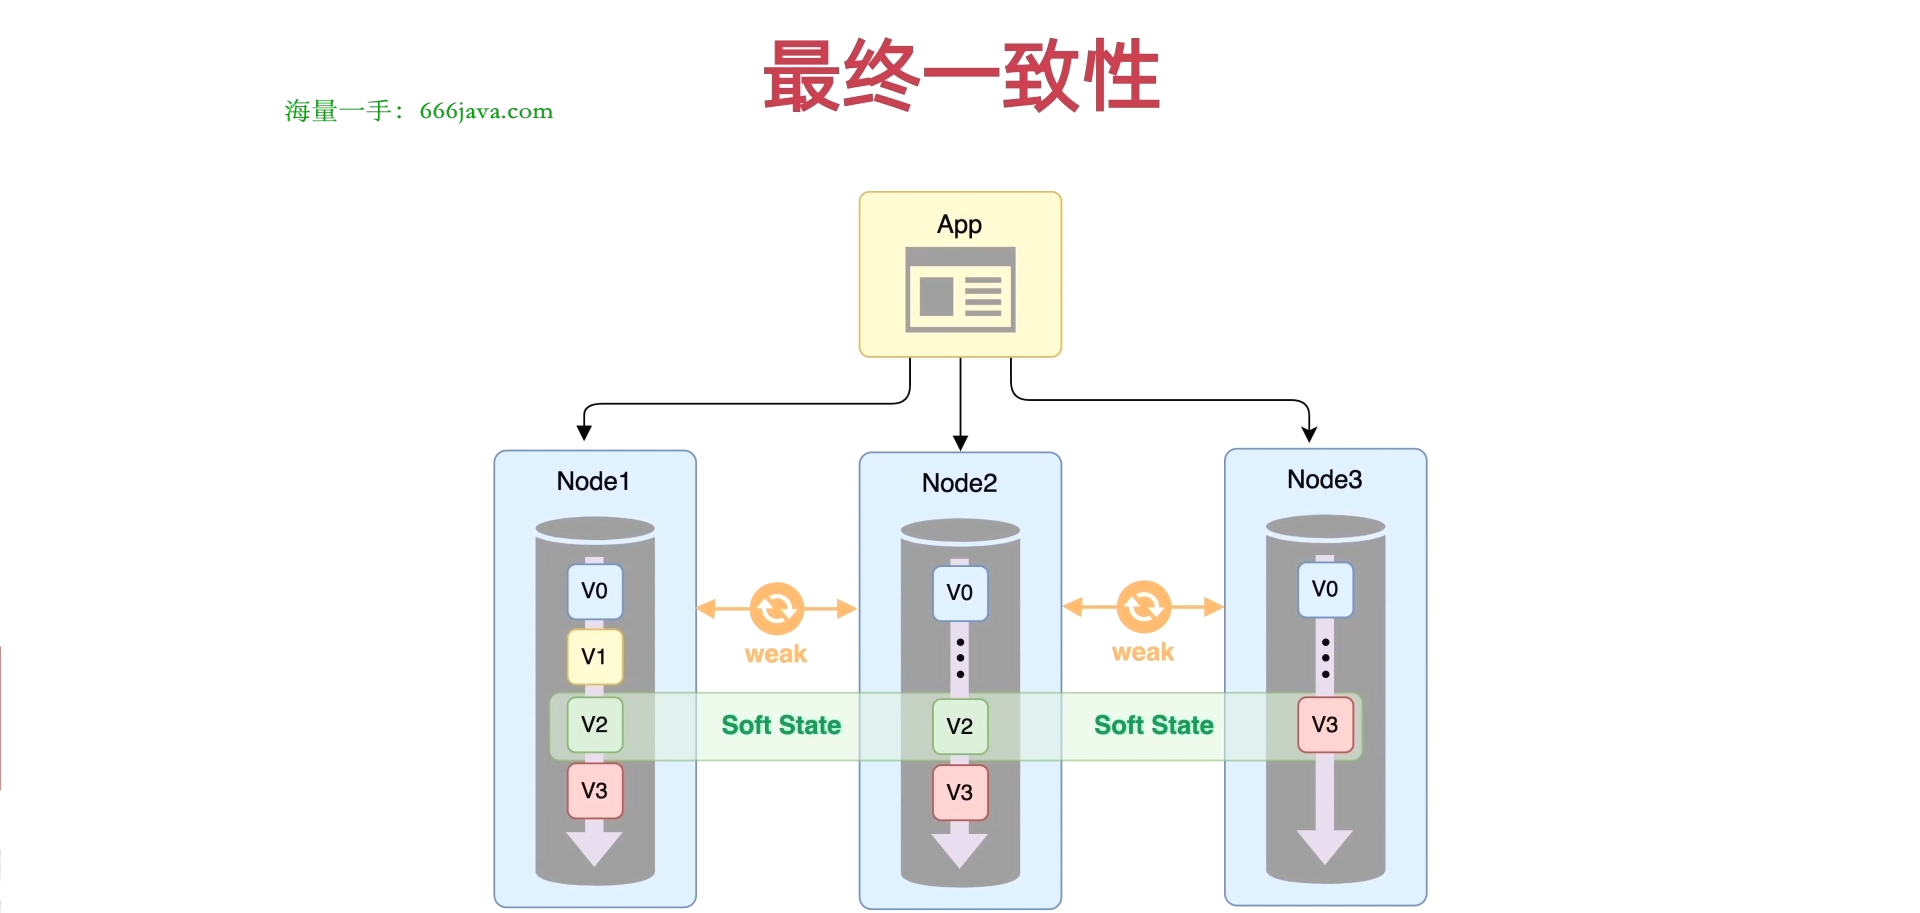 最终一致性
海量一手：666java.com
App
Node1
Node2
Node3
V0
V1
V2
V3
V0
V2
V3
V0
V3
weak
weak
Soft State
Soft State